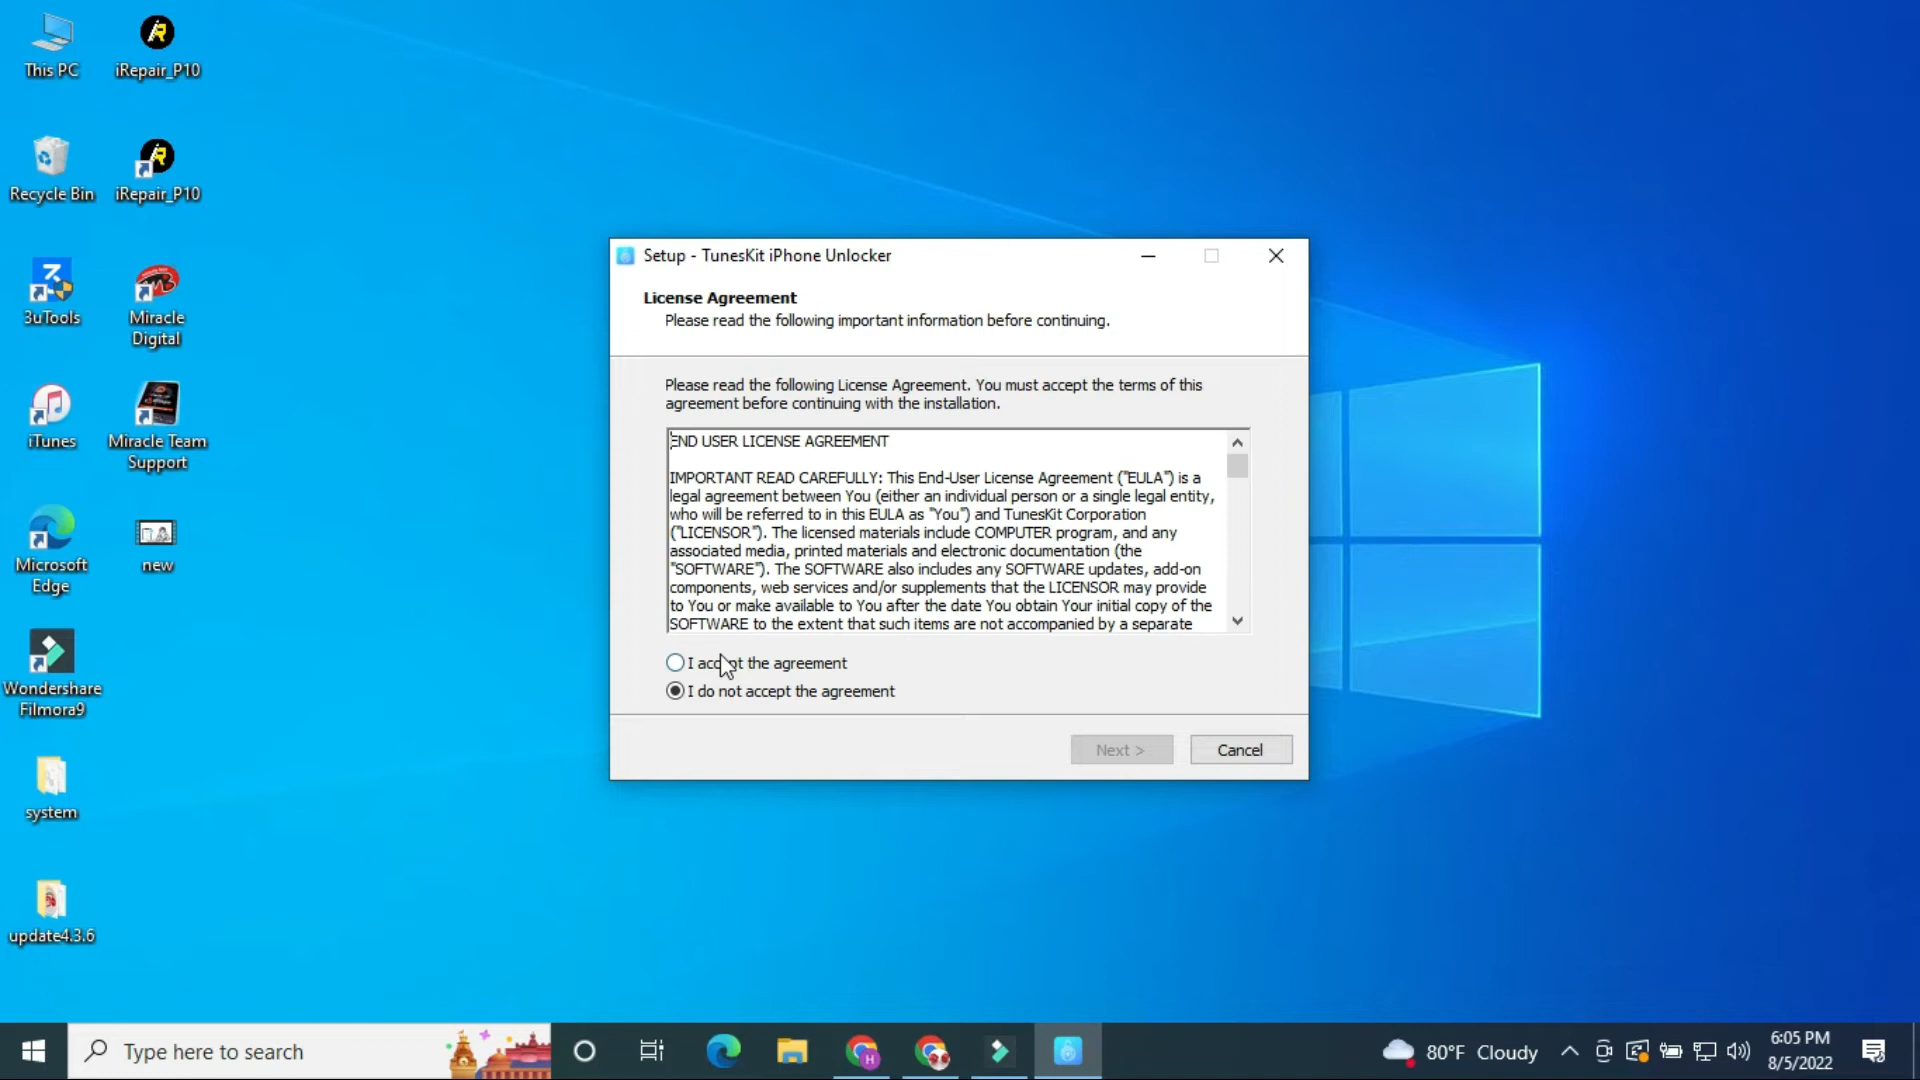 This PC
iRepair_P10
Recycle Bin
iRepair_P10
3uTools
Miracle
Digital
iTunes
Miracle Team
Support
Microsoft
Edge
new
Wondershare
Filmora9
system
update4.3.6
Setup - TunesKit iPhone Unlocker
License Agreement
Please read the following important information before continuing.
Please read the following License Agreement. You must accept the terms of this
agreement before continuing with the installation.
END USER LICENSE AGREEMENT
IMPORTANT READ CAREFULLY: This End-User License Agreement ("EULA") is a
legal agreement between You (either an individual person or a single legal entity,
who will be referred to in this EULA as "You") and TunesKit Corporation
("LICENSOR"). The licensed materials include COMPUTER program, and any
associated media, printed materials and electronic documentation (the
"SOFTWARE"). The SOFTWARE also includes any SOFTWARE updates, add-on
components, web services and/or supplements that the LICENSOR may provide
to You or make available to You after the date You obtain Your initial copy of the
SOFTWARE to the extent that such items are not accompanied by a separate
I accept the agreement
I do not accept the agreement
Next >
Cancel
Type here to search
80°F Cloudy
6:05 PM
8/5/2022